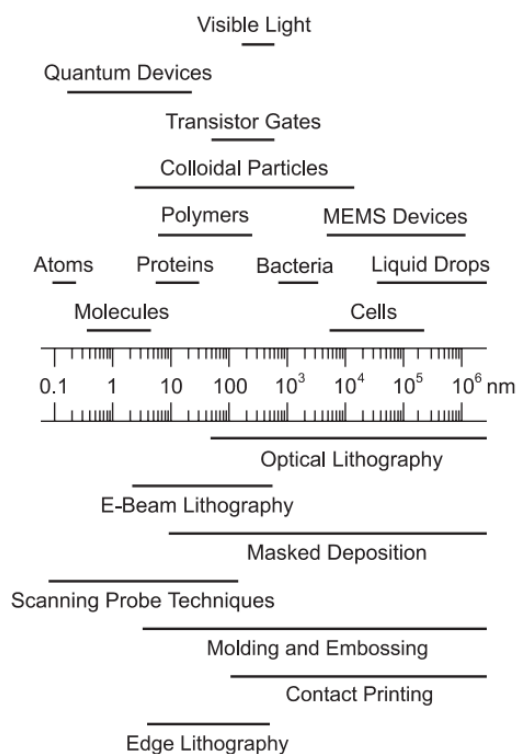 Visible Light
Quantum Devices
Transistor Gates
Colloidal Particles
Polymers MEMS Devices
Atoms Proteins Bacteria Liquid Drops
Molecules Cells
0.1 1 10 100 10³ 10⁴ 10⁵ 10⁶ nm
Optical Lithography
E-Beam Lithography
Masked Deposition
Scanning Probe Techniques
Molding and Embossing
Contact Printing
Edge Lithography